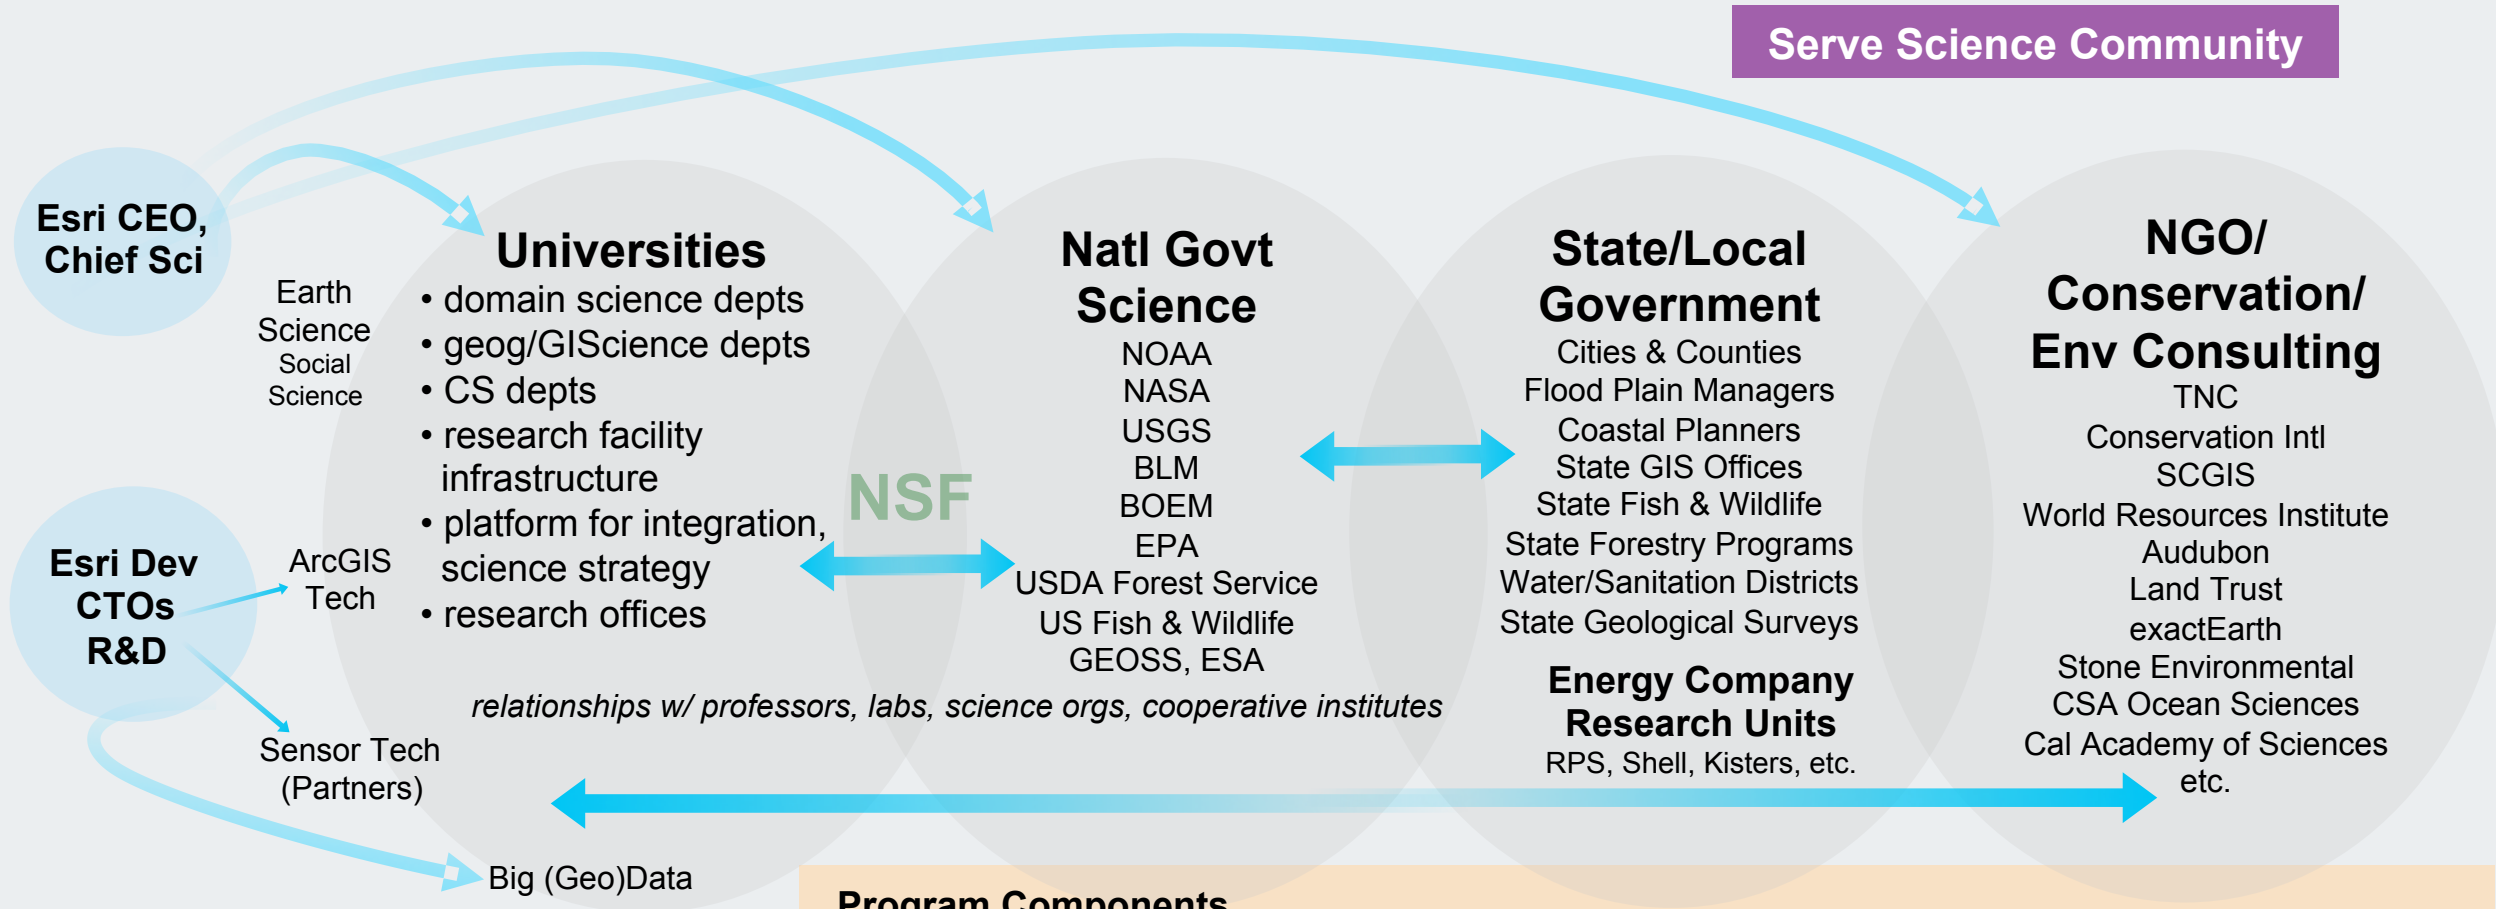 Serve Science Community
Esri CEO,
Chief Sci
Earth
Science
Social
Science
Esri Dev
CTOs
R&D
ArcGIS
Tech
Sensor Tech
(Partners)
Big (Geo)Data
Universities
• domain science depts
• geog/GIScience depts
• CS depts
• research facility
infrastructure
• platform for integration,
science strategy
• research offices
NSF
Natl Govt
Science
NOAA
NASA
USGS
BLM
BOEM
EPA
USDA Forest Service
US Fish & Wildlife
GEOSS, ESA
relationships w/ professors, labs, science orgs, cooperative institutes
State/Local
Government
Cities & Counties
Flood Plain Managers
Coastal Planners
State GIS Offices
State Fish & Wildlife
State Forestry Programs
Water/Sanitation Districts
State Geological Surveys
Energy Company
Research Units
RPS, Shell, Kisters, etc.
NGO/
Conservation/
Env Consulting
TNC
Conservation Intl
SCGIS
World Resources Institute
Audubon
Land Trust
exactEarth
Stone Environmental
CSA Ocean Sciences
Cal Academy of Sciences
etc.
Program Components